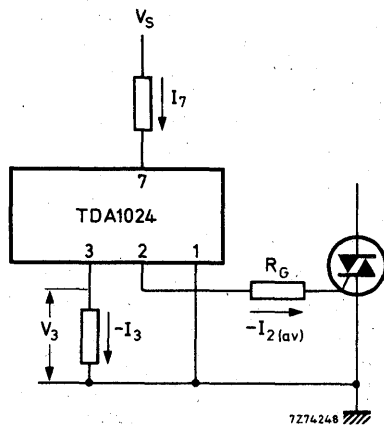 V_S
I_7
7
TDA1024
3 2 1
R_G
V_3
-I_3
-I_2(av)
7Z74248